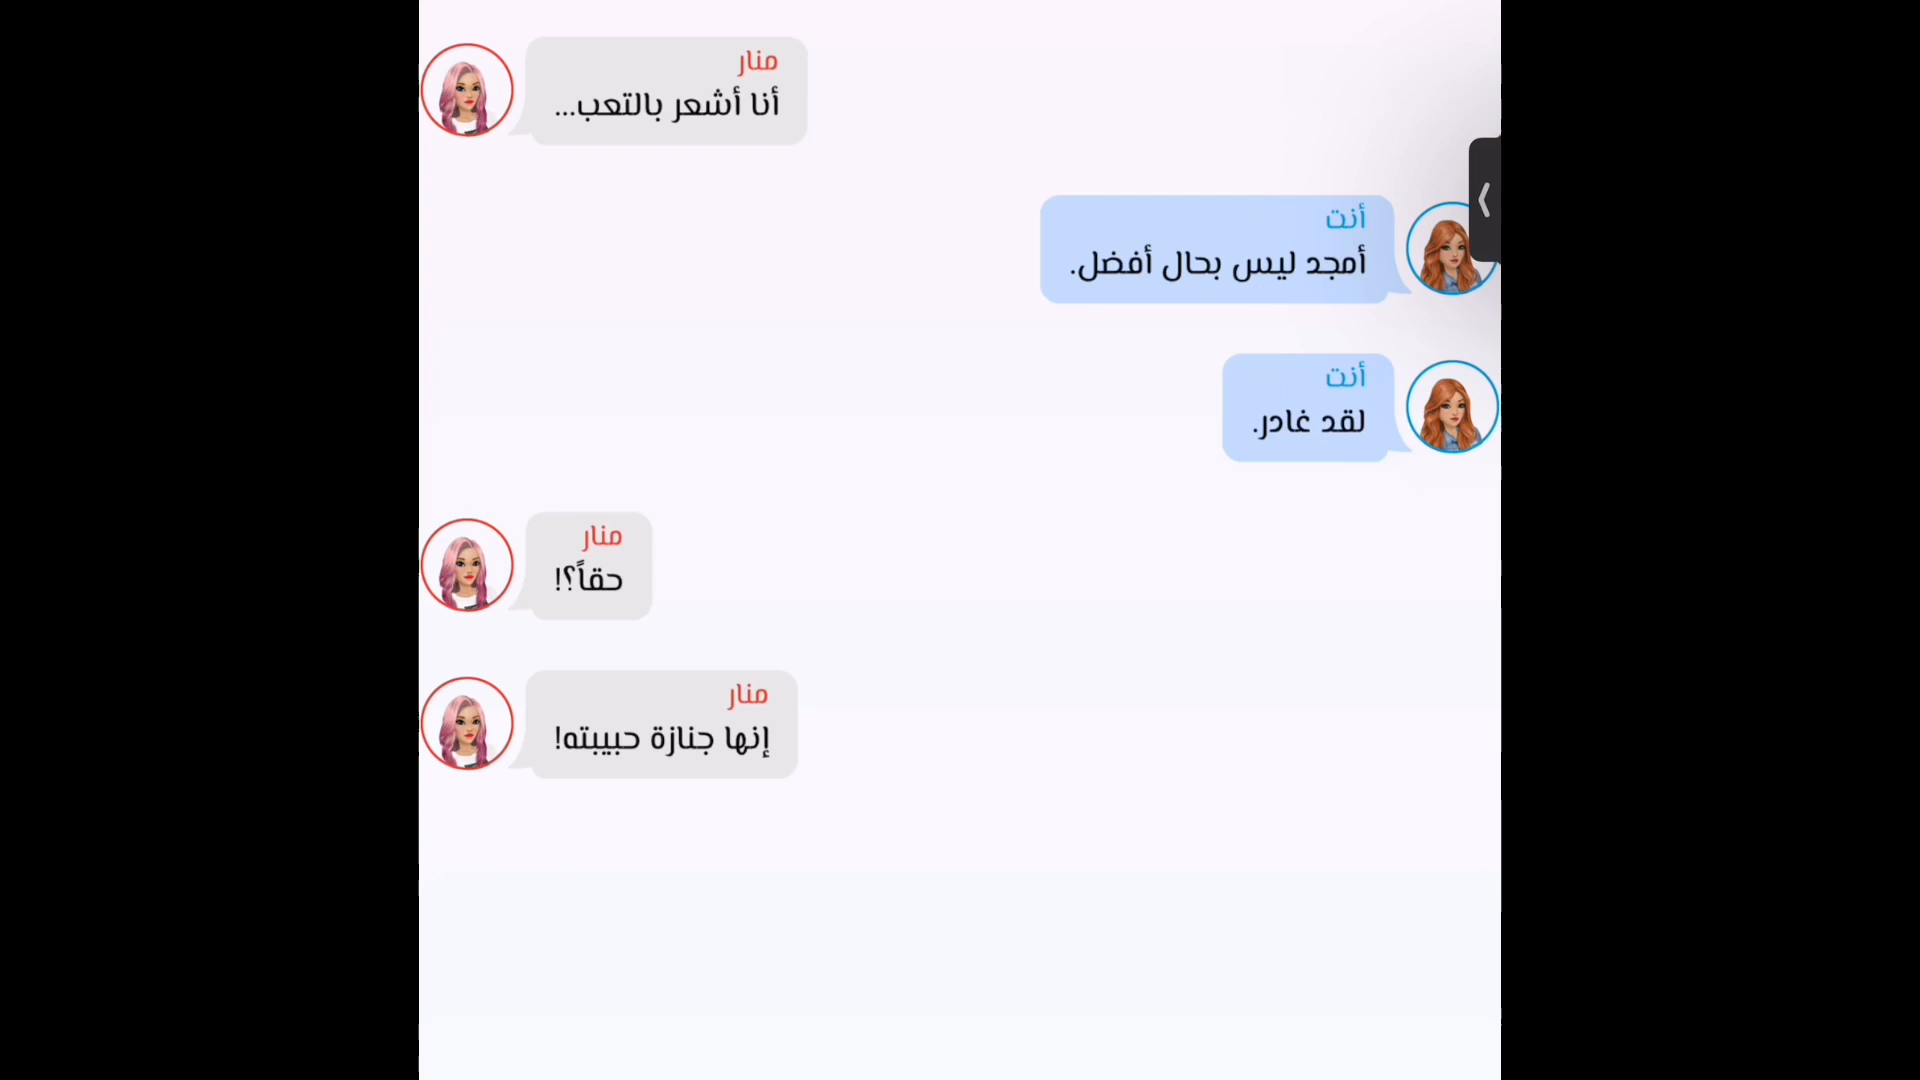 منار
أنا أشعر بالتعب...
أنت
أمجد ليس بحال أفضل.
أنت
لقد غادر.
منار
حقاً؟!
منار
إنها جنازة حبيبته!